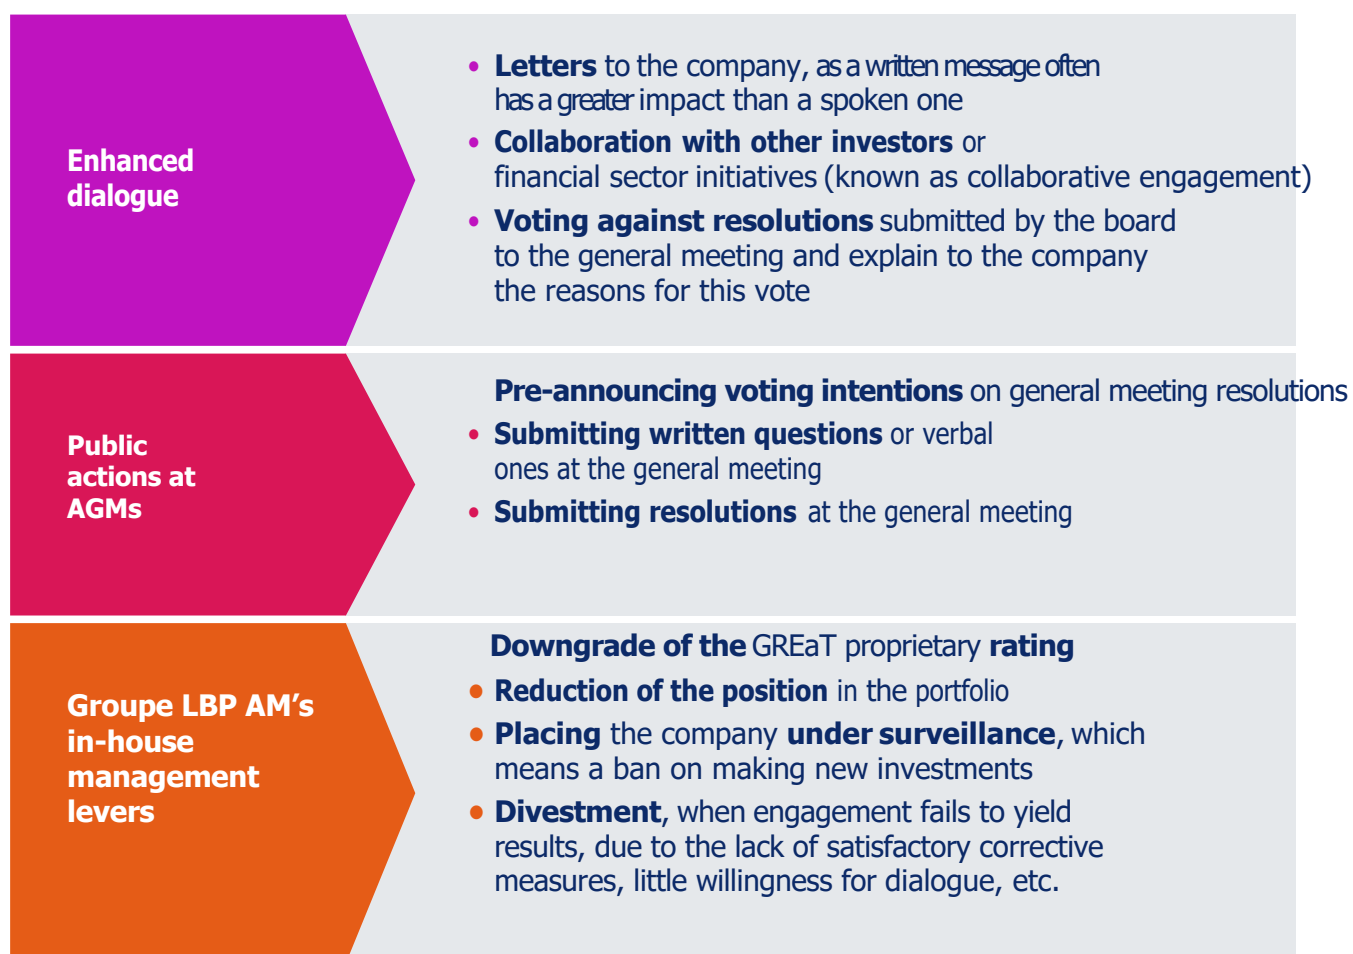 Enhanced
dialogue
• Letters to the company, as a written message often
has a greater impact than a spoken one
• Collaboration with other investors or
financial sector initiatives (known as collaborative engagement)
• Voting against resolutions submitted by the board
to the general meeting and explain to the company
the reasons for this vote
Public
actions at
AGMs
Pre-announcing voting intentions on general meeting resolutions
• Submitting written questions or verbal
ones at the general meeting
• Submitting resolutions at the general meeting
Groupe LBP AM’s
in-house
management
levers
Downgrade of the GREaT proprietary rating
• Reduction of the position in the portfolio
• Placing the company under surveillance, which
means a ban on making new investments
• Divestment, when engagement fails to yield
results, due to the lack of satisfactory corrective
measures, little willingness for dialogue, etc.